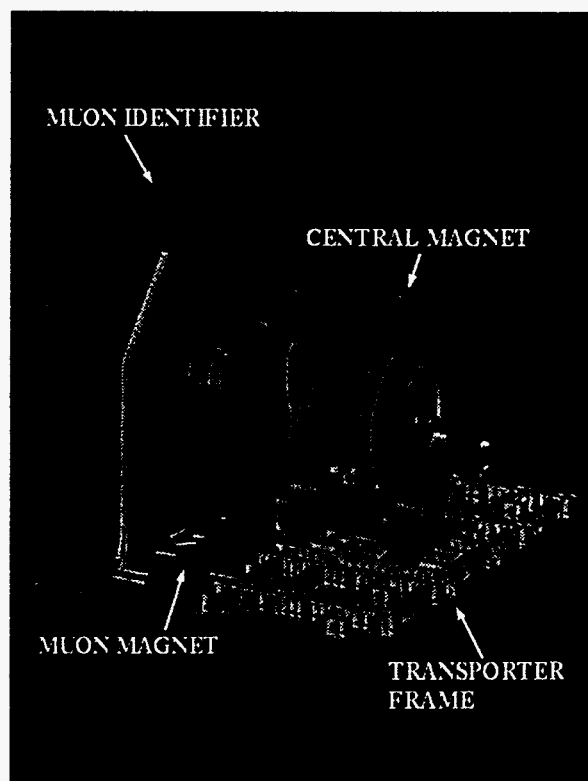 MUON IDENTIFIER
CENTRAL MAGNET
MUON MAGNET
TRANSPORTER
FRAME